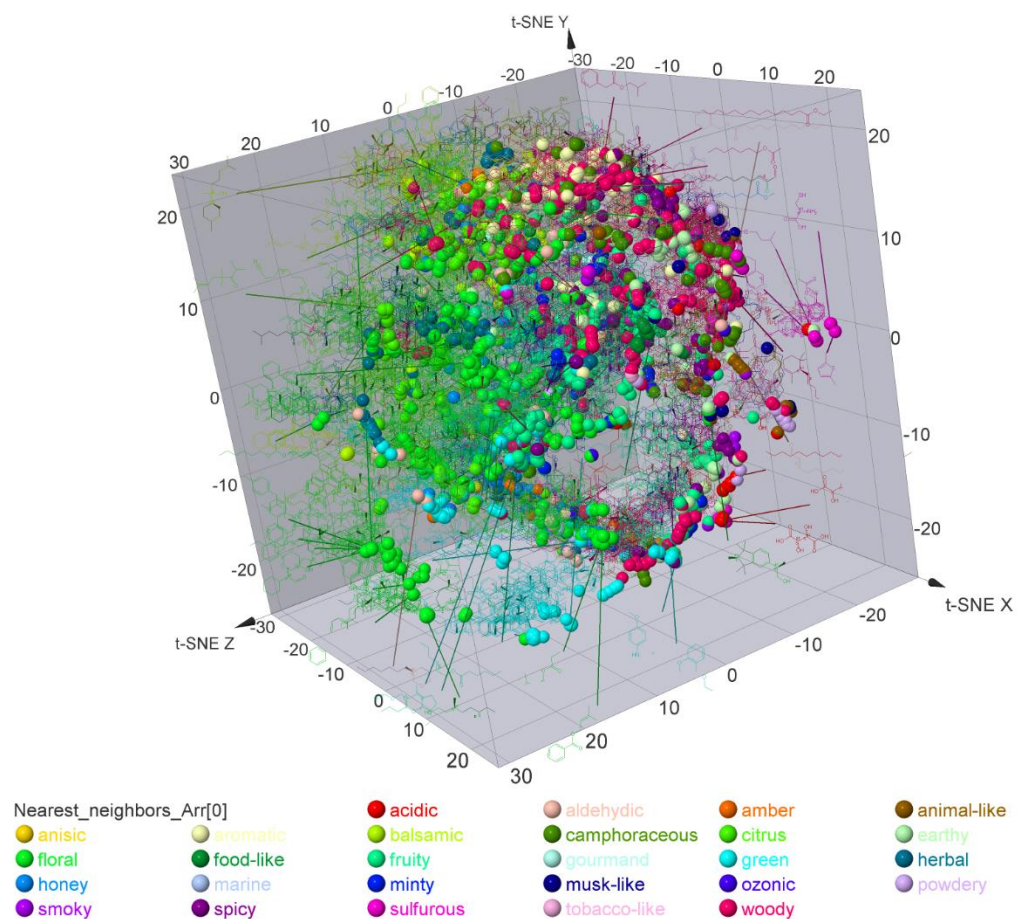 t-SNE Y
-30 -20 -10 0 10 20
-20
-10
0
10
20
30
20
10
0
-10
-20
20
10
0
-10
-20
t-SNE X
t-SNE Z
-30
-20
-10
0
10
20
-20
-10
0
10
20
30
Nearest_neighbors_Arr[0]
acidic aldehydic amber animal-like
anisic aromatic balsamic camphoraceous citrus earthy
floral food-like fruity gourmand green herbal
honey marine minty musk-like ozonic powdery
smoky spicy sulfurous tobacco-like woody